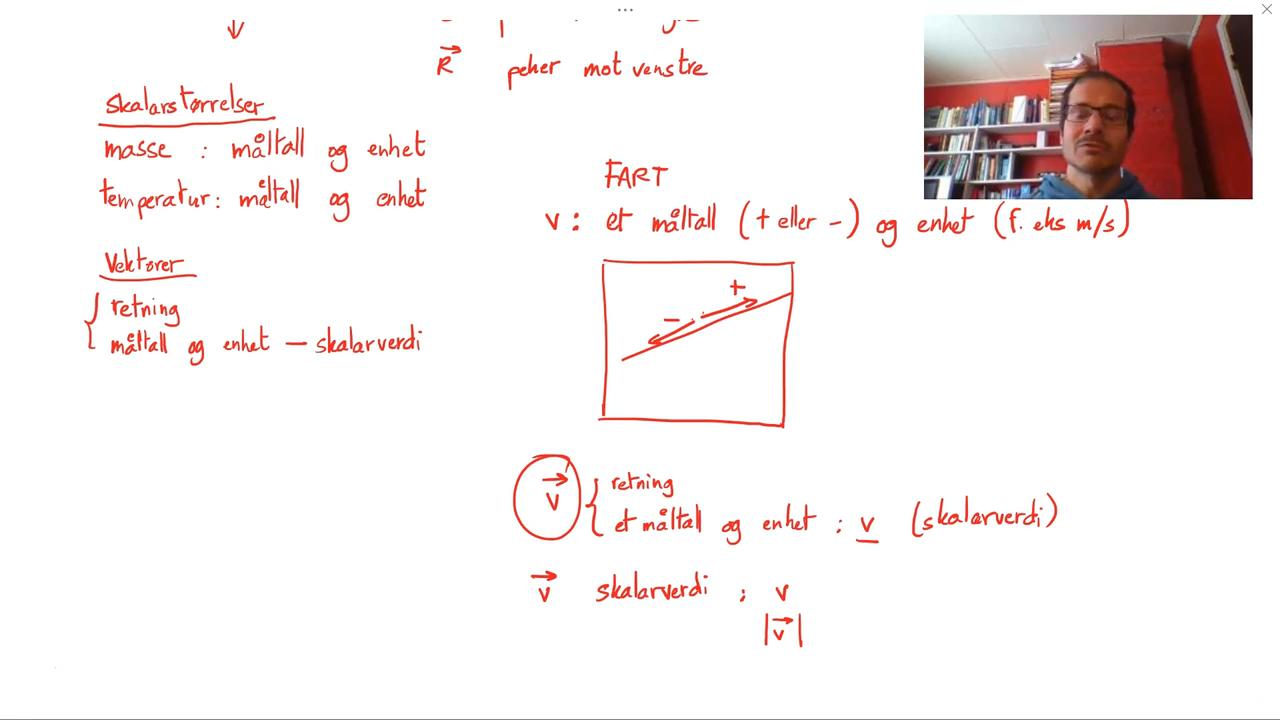 R⃗ peker mot venstre
Skalarstørrelser
masse : måltall og enhet
temperatur: måltall og enhet
Vektorer
retning
måltall og enhet – skalarverdi
FART
v : et måltall (+ eller -) og enhet (f. eks m/s)
+
-
v⃗
retning
et måltall og enhet : v (skalarverdi)
v⃗ skalarverdi : v
|v⃗|